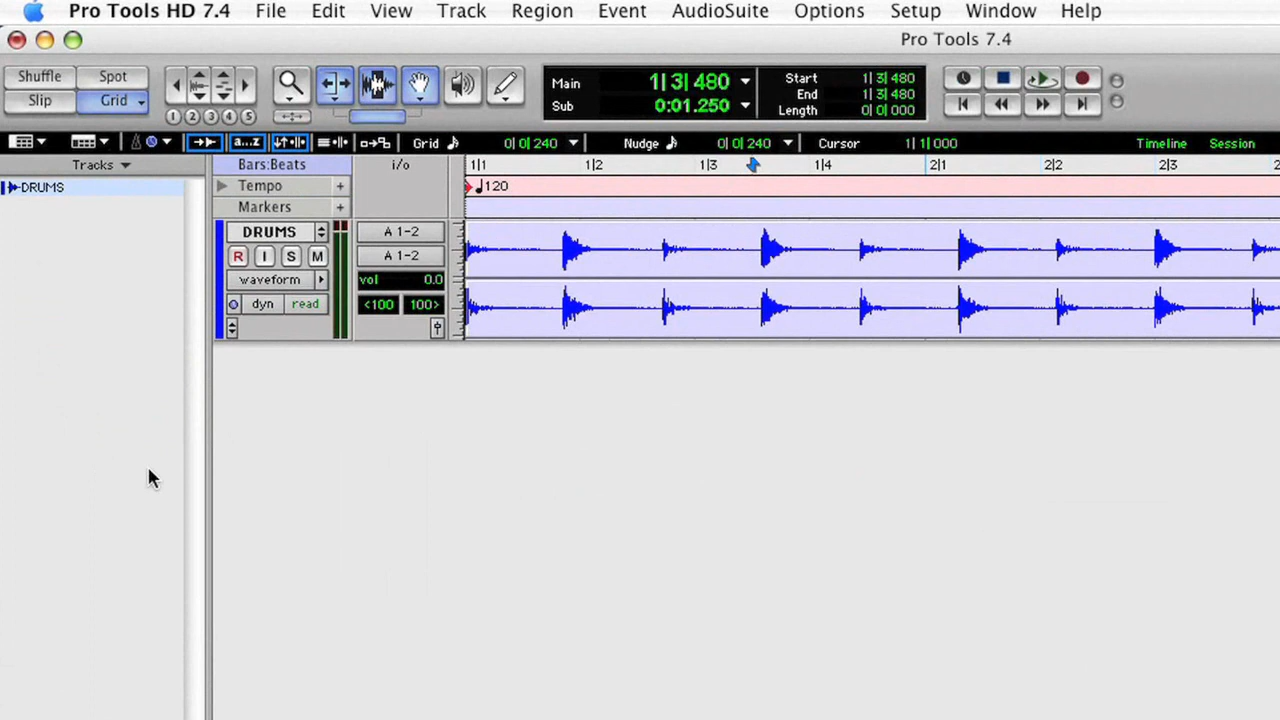 Pro Tools HD 7.4 File Edit View Track Region Event AudioSuite Options Setup Window Help
Pro Tools 7.4
Shuffle Spot
Slip Grid
1 2 3 4 5
Main 1| 3| 480
Sub 0:01.250
Start 1| 3| 480
End 1| 3| 480
Length 0| 0| 000
a...z Grid 0| 0| 240 Nudge 0| 0| 240 Cursor 1| 1| 000 Timeline Session
Tracks Bars:Beats i/o 1|1 1|2 1|3 1|4 2|1 2|2 2|3 2
DRUMS Tempo + 120
Markers +
DRUMS A 1-2
R I S M A 1-2
waveform vol 0.0
dyn read <100 100>